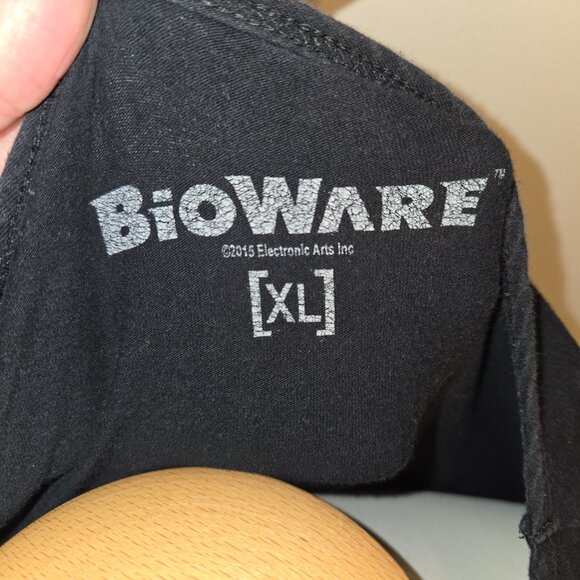 BiOWARE™
©2015 Electronic Arts Inc
[XL]